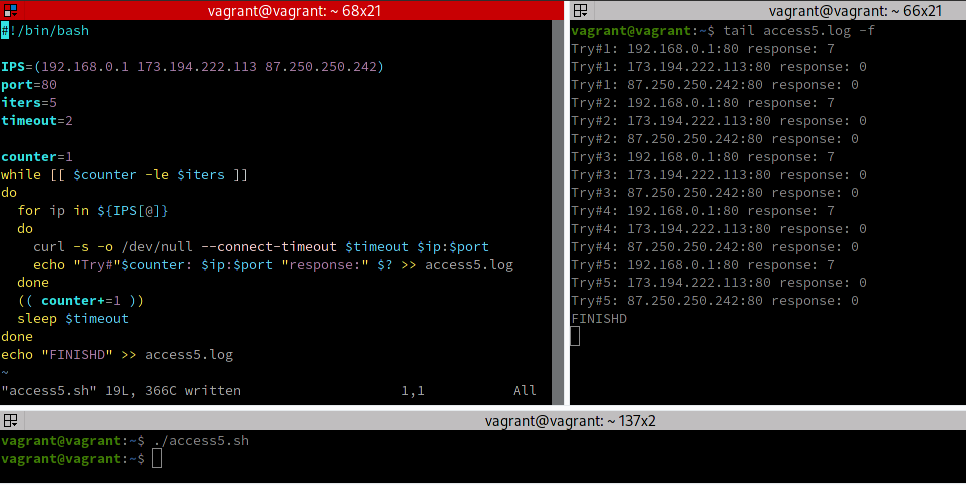 vagrant@vagrant: ~ 68x21
#!/bin/bash
IPS=(192.168.0.1 173.194.222.113 87.250.250.242)
port=80
iters=5
timeout=2
counter=1
while [[ $counter -le $iters ]]
do
  for ip in ${IPS[@]}
  do
    curl -s -o /dev/null --connect-timeout $timeout $ip:$port
    echo "Try#"$counter: $ip:$port "response:" $? >> access5.log
  done
  (( counter+=1 ))
  sleep $timeout
done
echo "FINISHD" >> access5.log
~
"access5.sh" 19L, 366C written 1,1 All
vagrant@vagrant: ~ 66x21
vagrant@vagrant:~$ tail access5.log -f
Try#1: 192.168.0.1:80 response: 7
Try#1: 173.194.222.113:80 response: 0
Try#1: 87.250.250.242:80 response: 0
Try#2: 192.168.0.1:80 response: 7
Try#2: 173.194.222.113:80 response: 0
Try#2: 87.250.250.242:80 response: 0
Try#3: 192.168.0.1:80 response: 7
Try#3: 173.194.222.113:80 response: 0
Try#3: 87.250.250.242:80 response: 0
Try#4: 192.168.0.1:80 response: 7
Try#4: 173.194.222.113:80 response: 0
Try#4: 87.250.250.242:80 response: 0
Try#5: 192.168.0.1:80 response: 7
Try#5: 173.194.222.113:80 response: 0
Try#5: 87.250.250.242:80 response: 0
FINISHD
vagrant@vagrant: ~ 137x2
vagrant@vagrant:~$ ./access5.sh
vagrant@vagrant:~$